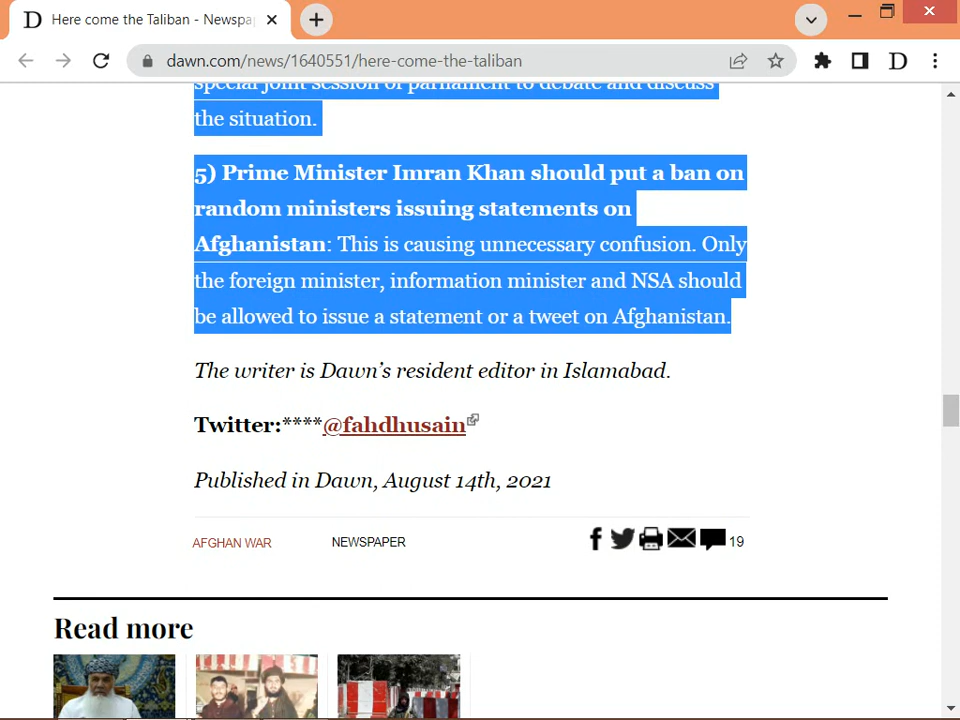 Here come the Taliban - Newspa
dawn.com/news/1640551/here-come-the-taliban
special joint session of parliament to debate and discuss
the situation.
5) Prime Minister Imran Khan should put a ban on
random ministers issuing statements on
Afghanistan: This is causing unnecessary confusion. Only
the foreign minister, information minister and NSA should
be allowed to issue a statement or a tweet on Afghanistan.
The writer is Dawn’s resident editor in Islamabad.
Twitter:****@fahdhusain
Published in Dawn, August 14th, 2021
AFGHAN WAR NEWSPAPER 19
Read more